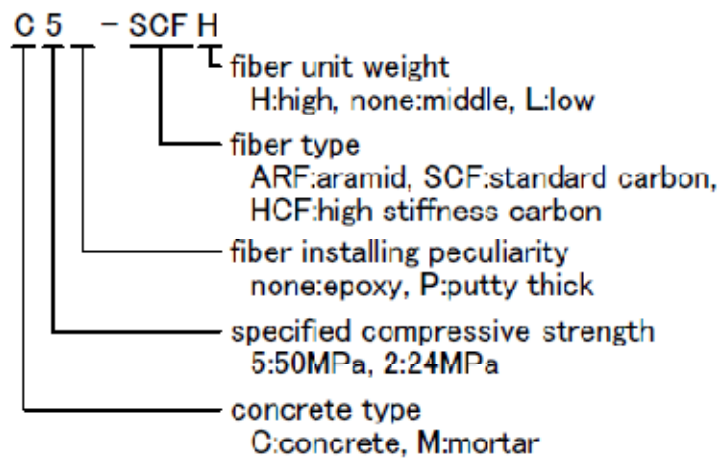 C 5 _ - SCF H
fiber unit weight
H:high, none:middle, L:low
fiber type
ARF:aramid, SCF:standard carbon,
HCF:high stiffness carbon
fiber installing peculiarity
none:epoxy, P:putty thick
specified compressive strength
5:50MPa, 2:24MPa
concrete type
C:concrete, M:mortar